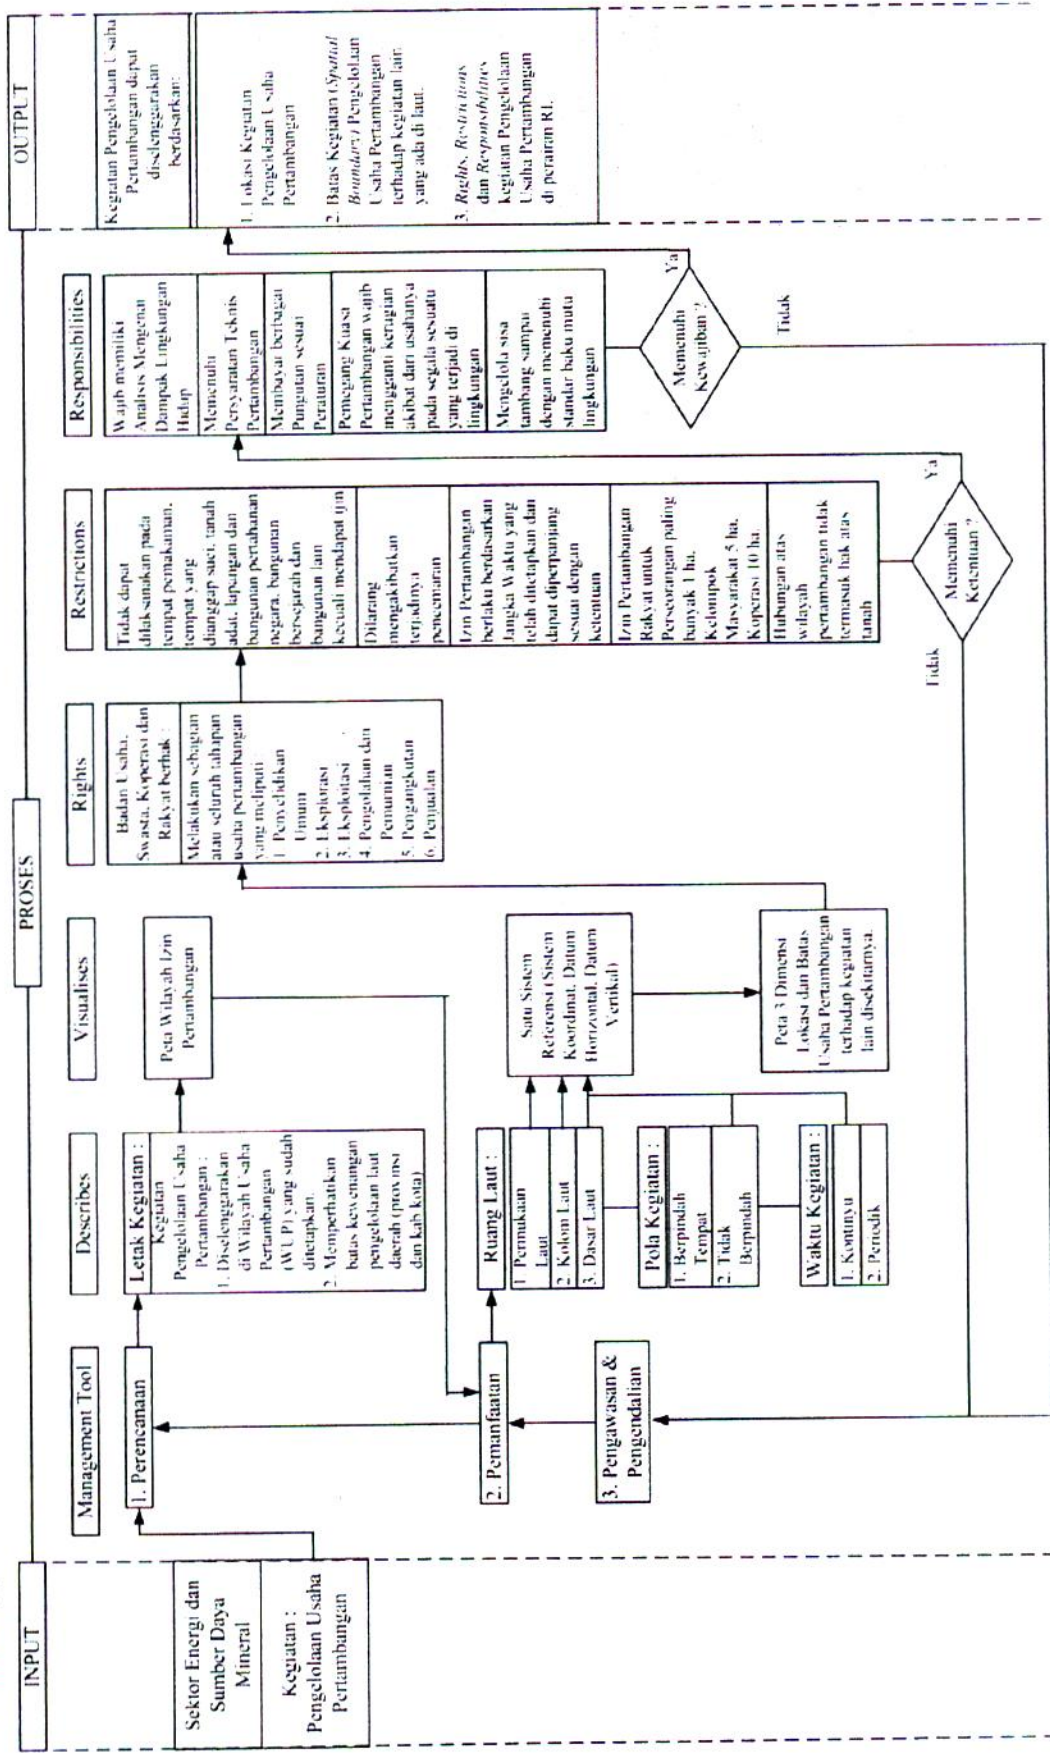 INPUT
PROSES
OUTPUT
Sektor Energi dan
Sumber Daya
Mineral
Kegiatan :
Pengelolaan Usaha
Pertambangan
Management Tool
1. Perencanaan
2. Pemanfaatan
3. Pengawasan &
Pengendalian
Describes
Letak Kegiatan :
Kegiatan
Pengelolaan Usaha
Pertambangan :
1. Diselenggarakan
di Wilayah Usaha
Pertambangan
(WUP) yang sudah
ditetapkan.
2. Memperhatikan
batas kewenangan
pengelolaan laut
daerah (provinsi
dan kab kota)
Ruang Laut :
1. Permukaan
Laut
2. Kolom Laut
3. Dasar Laut
Pola Kegiatan :
1. Berpindah
Tempat
2. Tidak
Berpindah
Waktu Kegiatan :
1. Kontinyu
2. Periodik
Visualises
Peta Wilayah Izin
Pertambangan
Satu Sistem
Referensi (Sistem
Koordinat, Datum
Horizontal, Datum
Vertikal)
Peta 3 Dimensi
Lokasi dan Batas
Usaha Pertambangan
terhadap kegiatan
lain disekitarnya.
Rights
Badan Usaha,
Swasta, Koperasi dan
Rakyat berhak :
Melakukan sebagian
atau seluruh tahapan
usaha pertambangan
yang meliputi :
1. Penyelidikan
Umum
2. Eksplorasi
3. Eksploitasi
4. Pengolahan dan
Pemurnian
5. Pengangkutan
6. Penjualan
Restrictions
Tidak dapat
dilaksanakan pada
tempat pemakaman,
tempat yang
dianggap suci, tanah
adat, lapangan dan
bangunan pertahanan
negara, bangunan
bersejarah dan
bangunan lain
kecuali mendapat ijin
Dilarang
mengakibatkan
terjadinya
pencemaran
Izin Pertambangan
berlaku berdasarkan
Jangka Waktu yang
telah ditetapkan dan
dapat diperpanjang
sesuai dengan
ketentuan
Izin Pertambangan
Rakyat untuk
Perseorangan paling
banyak 1 ha,
Kelompok
Masyarakat 5 ha,
Koperasi 10 ha.
Hubungan atas
wilayah
pertambangan tidak
termasuk hak atas
tanah
Memenuhi
Ketentuan ?
Tidak
Ya
Responsibilities
Wajib memiliki
Analisis Mengenai
Dampak Lingkungan
Hidup
Memenuhi
Persyaratan Teknis
Pertambangan
Membayar berbagai
Pungutan sesuai
Peraturan
Pemegang Kuasa
Pertambangan wajib
mengganti kerugian
akibat dari usahanya
pada segala sesuatu
yang terjadi di
lingkungan
Mengelola sisa
tambang sampai
dengan memenuhi
standar baku mutu
lingkungan
Memenuhi
Kewajiban ?
Ya
Tidak
Kegiatan Pengelolaan Usaha
Pertambangan dapat
diselenggarakan
berdasarkan:
1. Lokasi Kegiatan
Pengelolaan Usaha
Pertambangan
2. Batas Kegiatan (Spatial
Boundary) Pengelolaan
Usaha Pertambangan
terhadap kegiatan lain
yang ada di laut.
3. Rights, Restrictions
dan Responsibilities
kegiatan Pengelolaan
Usaha Pertambangan
di perairan RI.